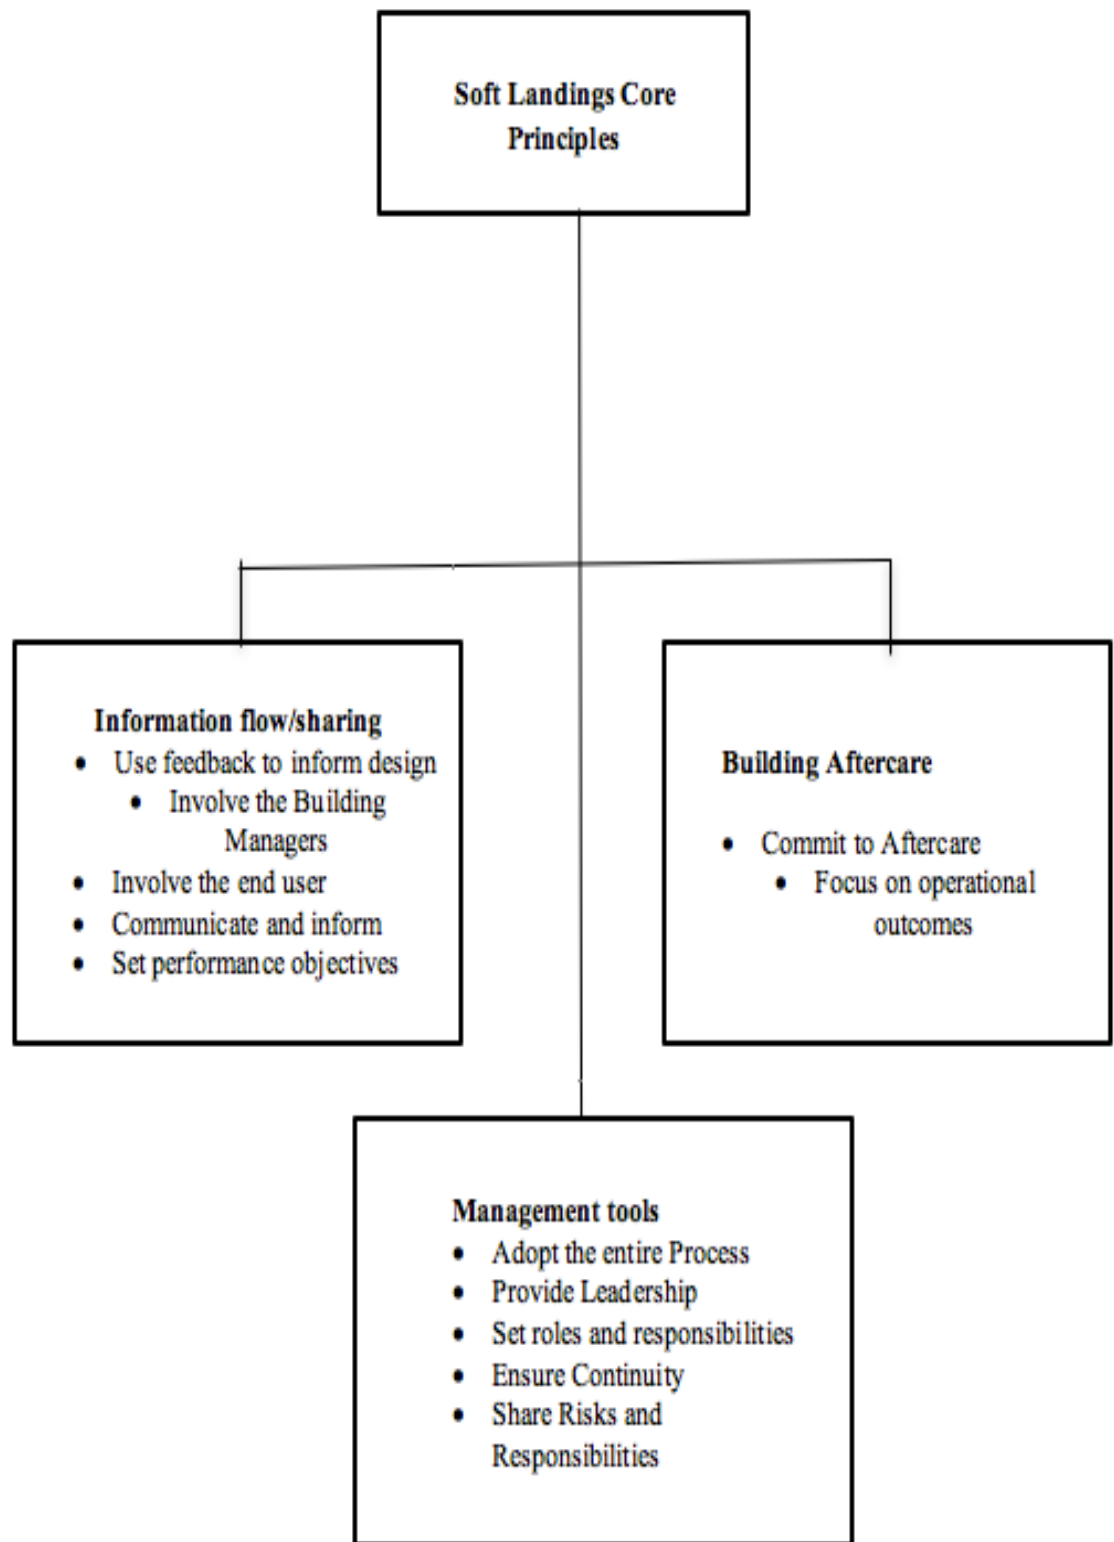 Soft Landings Core
Principles
Information flow/sharing
• Use feedback to inform design
• Involve the Building
Managers
• Involve the end user
• Communicate and inform
• Set performance objectives
Building Aftercare
• Commit to Aftercare
• Focus on operational
outcomes
Management tools
• Adopt the entire Process
• Provide Leadership
• Set roles and responsibilities
• Ensure Continuity
• Share Risks and
Responsibilities